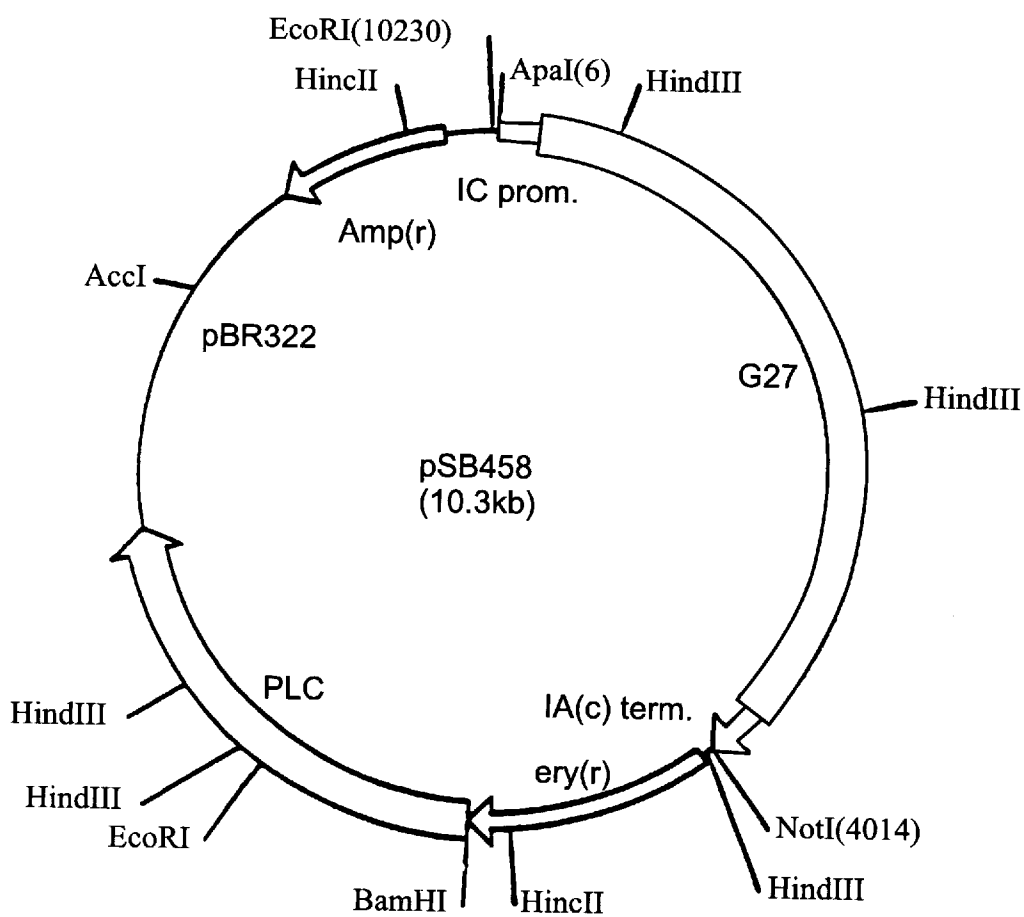 EcoRI(10230)
HincII
ApaI(6)
HindIII
IC prom.
Amp(r)
AccI
pBR322
G27
HindIII
pSB458
(10.3kb)
PLC
IA(c) term.
HindIII
ery(r)
HindIII
EcoRI
NotI(4014)
BamHI
HincII
HindIII